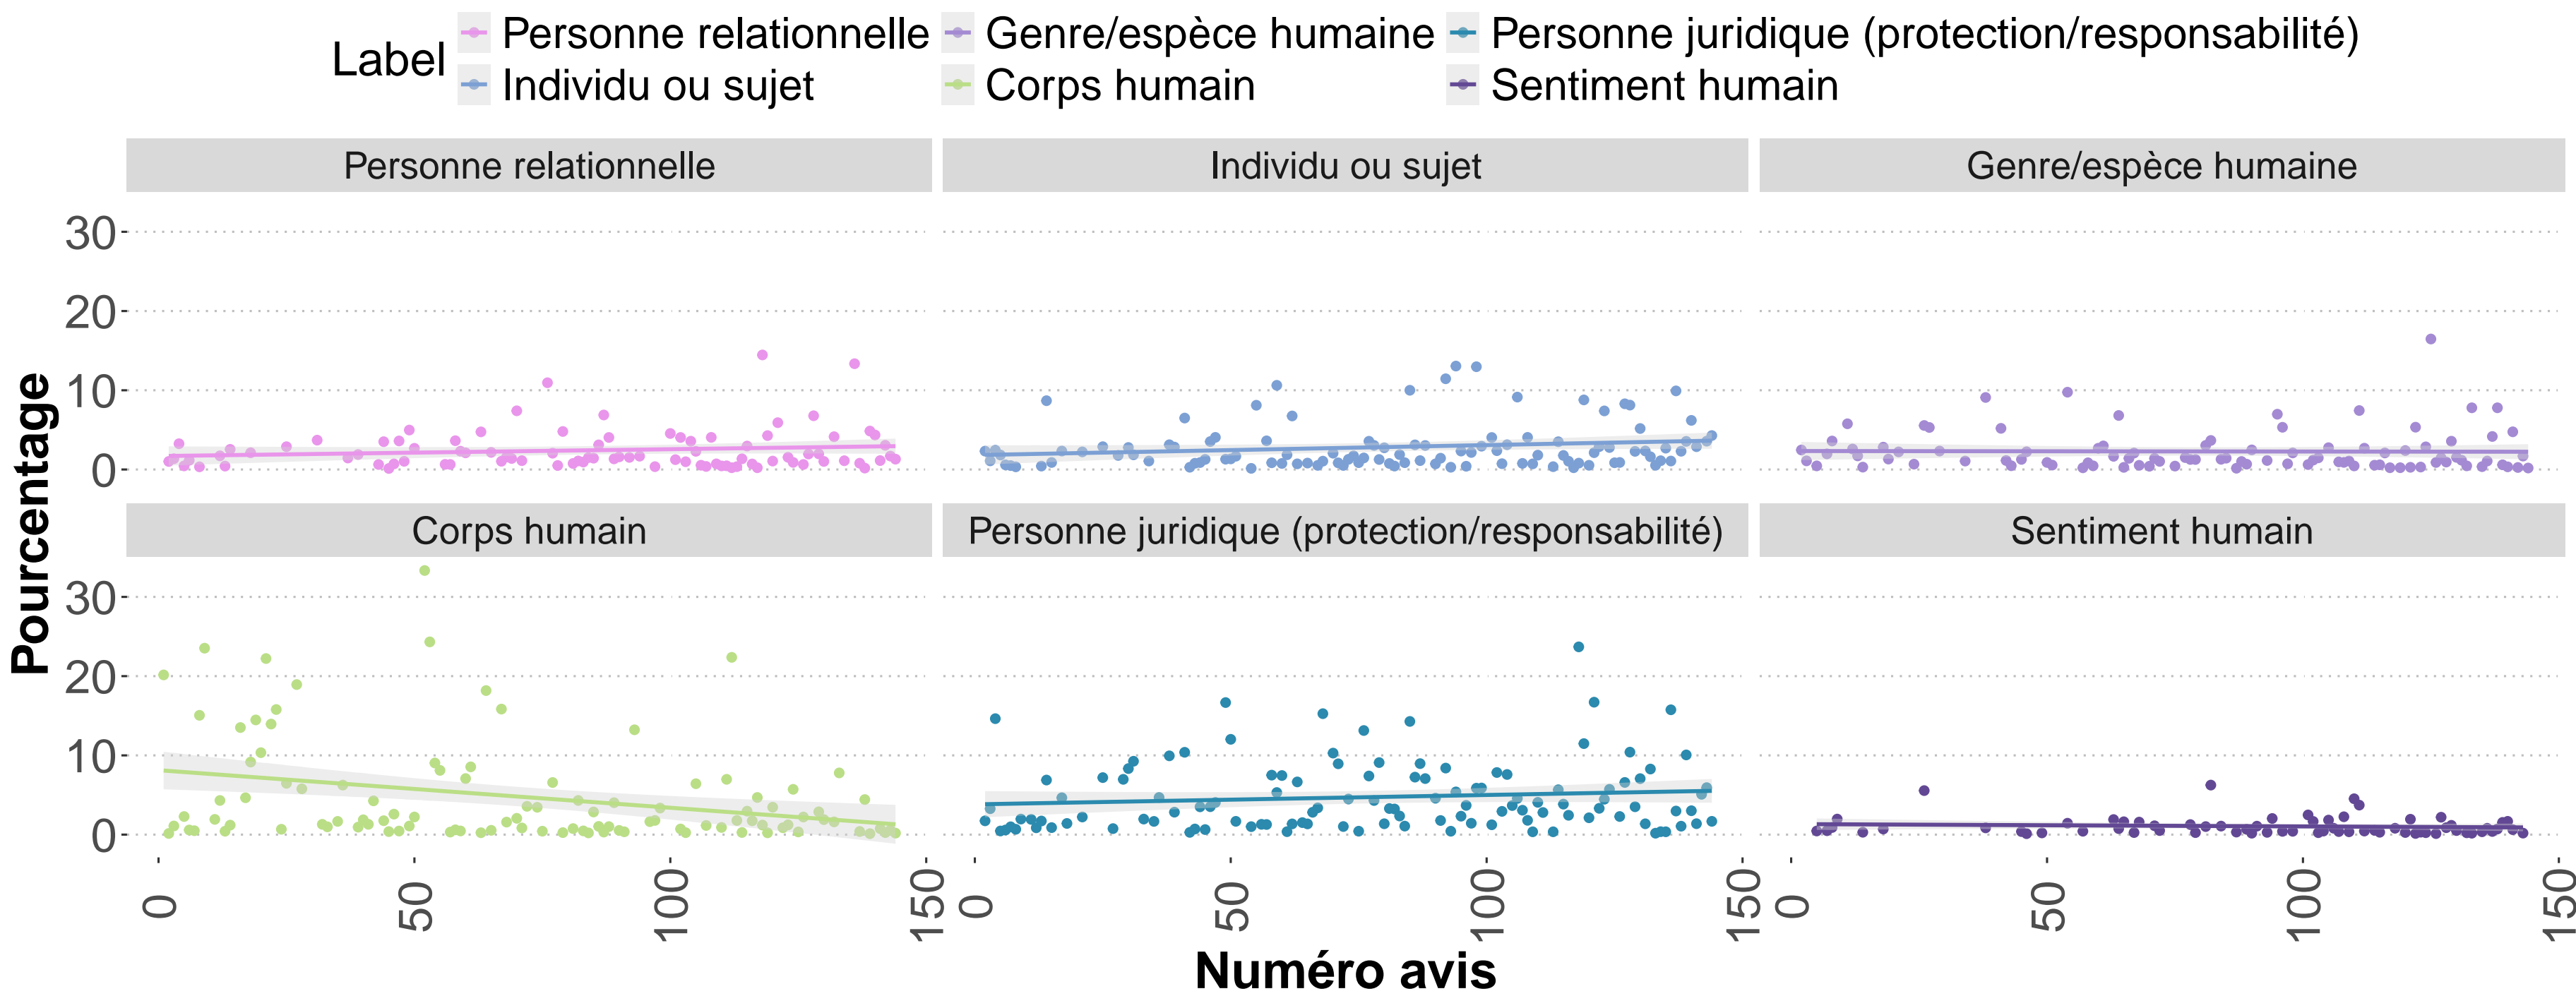 Label
Personne relationnelle Genre/espèce humaine Personne juridique (protection/responsabilité)
Individu ou sujet Corps humain Sentiment humain
Personne relationnelle Individu ou sujet Genre/espèce humaine
30
20
10
0
Corps humain Personne juridique (protection/responsabilité) Sentiment humain
30
20
10
0
Pourcentage
0 50 100 150 0 50 100 150 0 50 100 150
Numéro avis